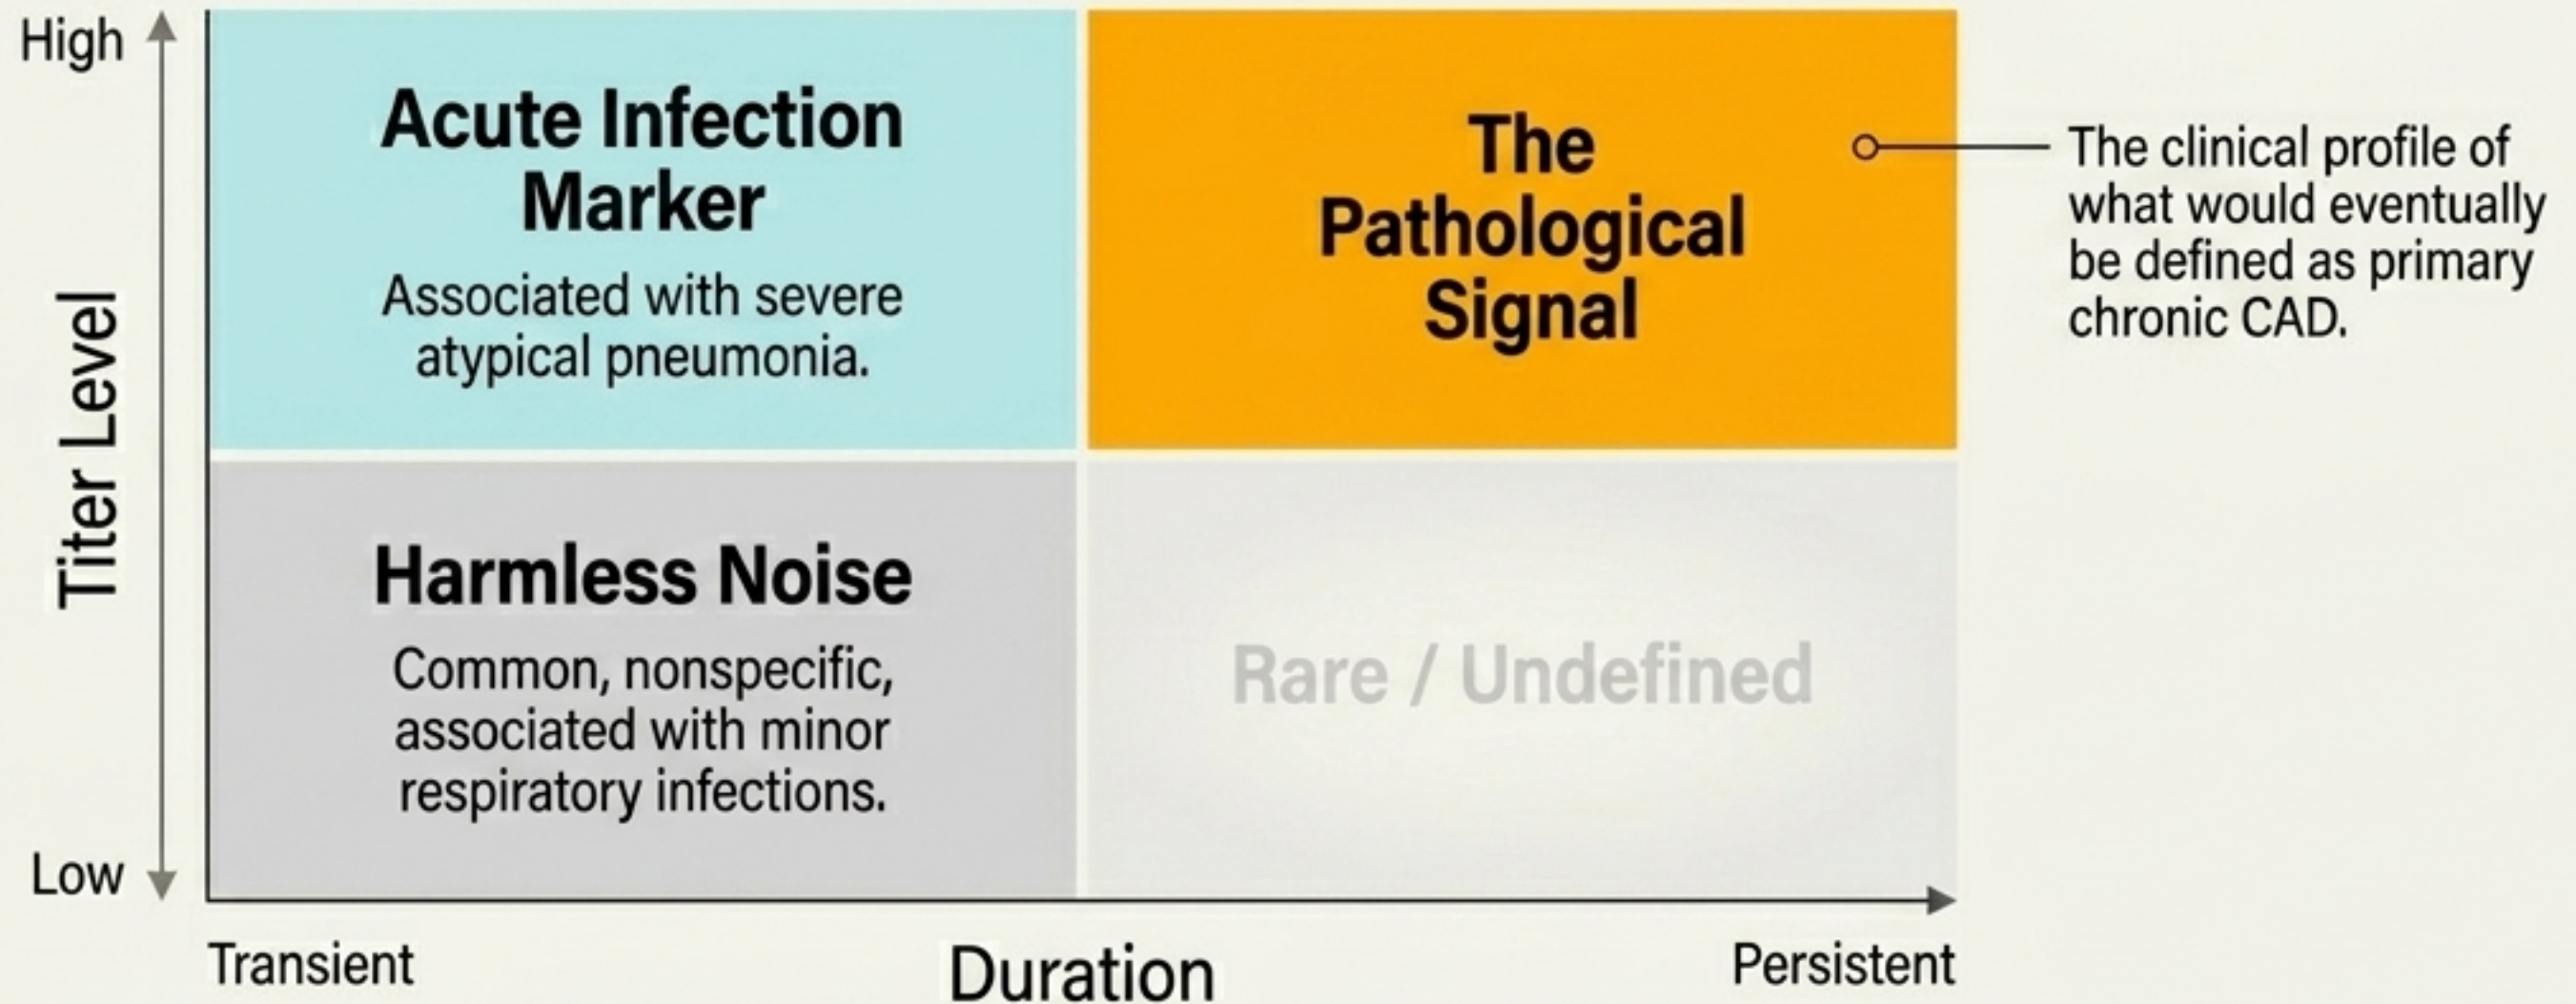 High
Titer Level
Low
Acute Infection
Marker
Associated with severe
atypical pneumonia.
The
Pathological
Signal
The clinical profile of
what would eventually
be defined as primary
chronic CAD.
Harmless Noise
Common, nonspecific,
associated with minor
respiratory infections.
Rare / Undefined
Transient
Duration
Persistent